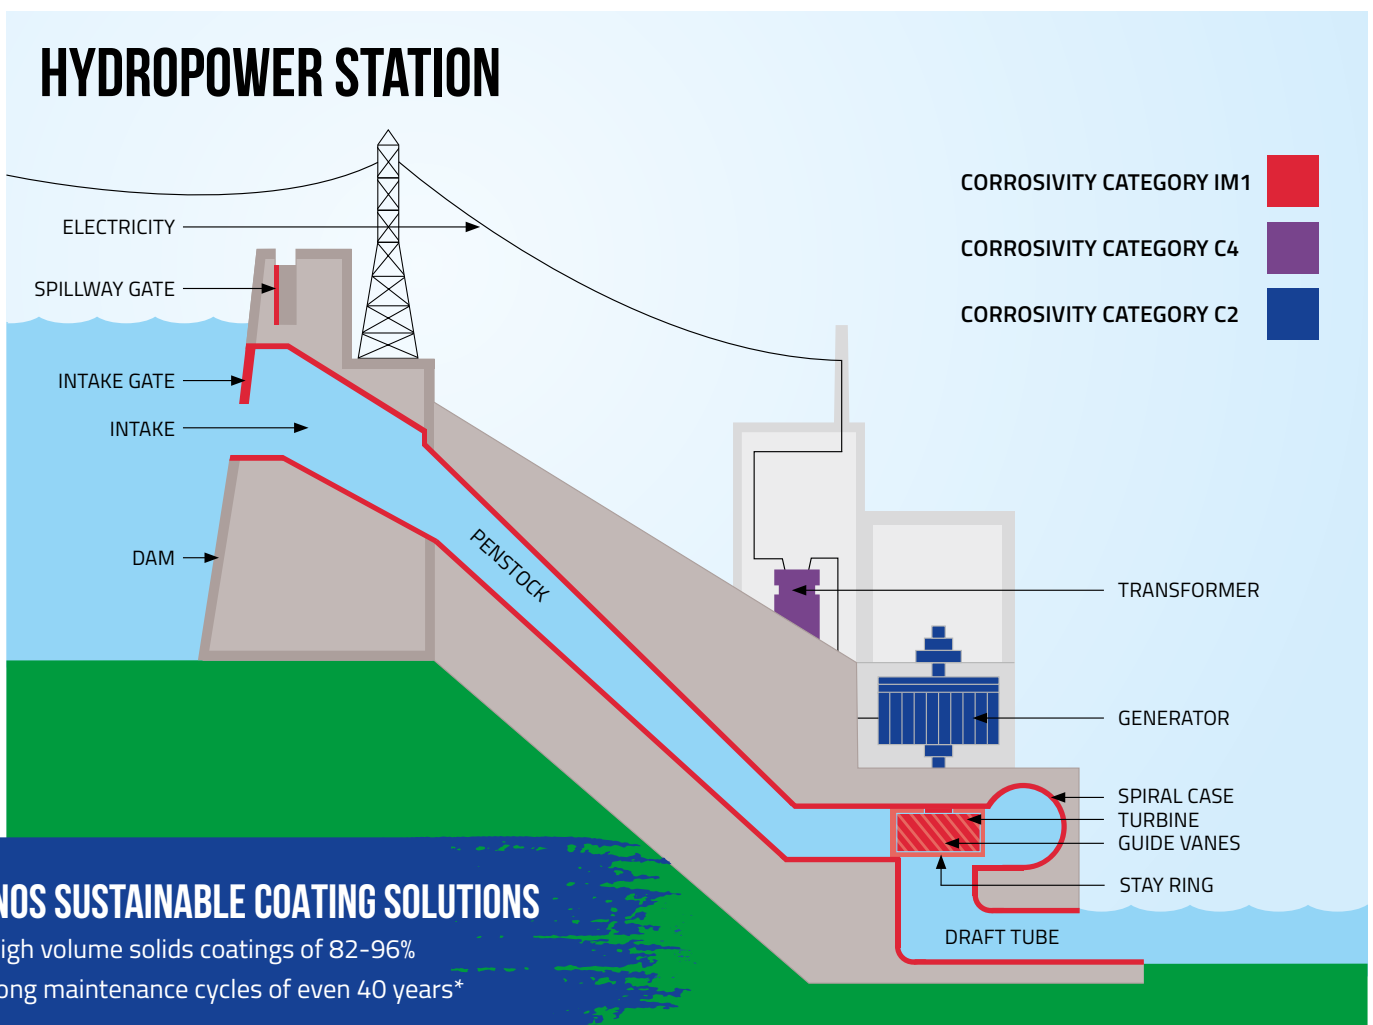 HYDROPOWER STATION
CORROSIVITY CATEGORY IM1
CORROSIVITY CATEGORY C4
CORROSIVITY CATEGORY C2
ELECTRICITY
SPILLWAY GATE
INTAKE GATE
INTAKE
DAM
PENSTOCK
TRANSFORMER
GENERATOR
SPIRAL CASE
TURBINE
GUIDE VANES
STAY RING
DRAFT TUBE
NOS SUSTAINABLE COATING SOLUTIONS
igh volume solids coatings of 82-96%
ong maintenance cycles of even 40 years*